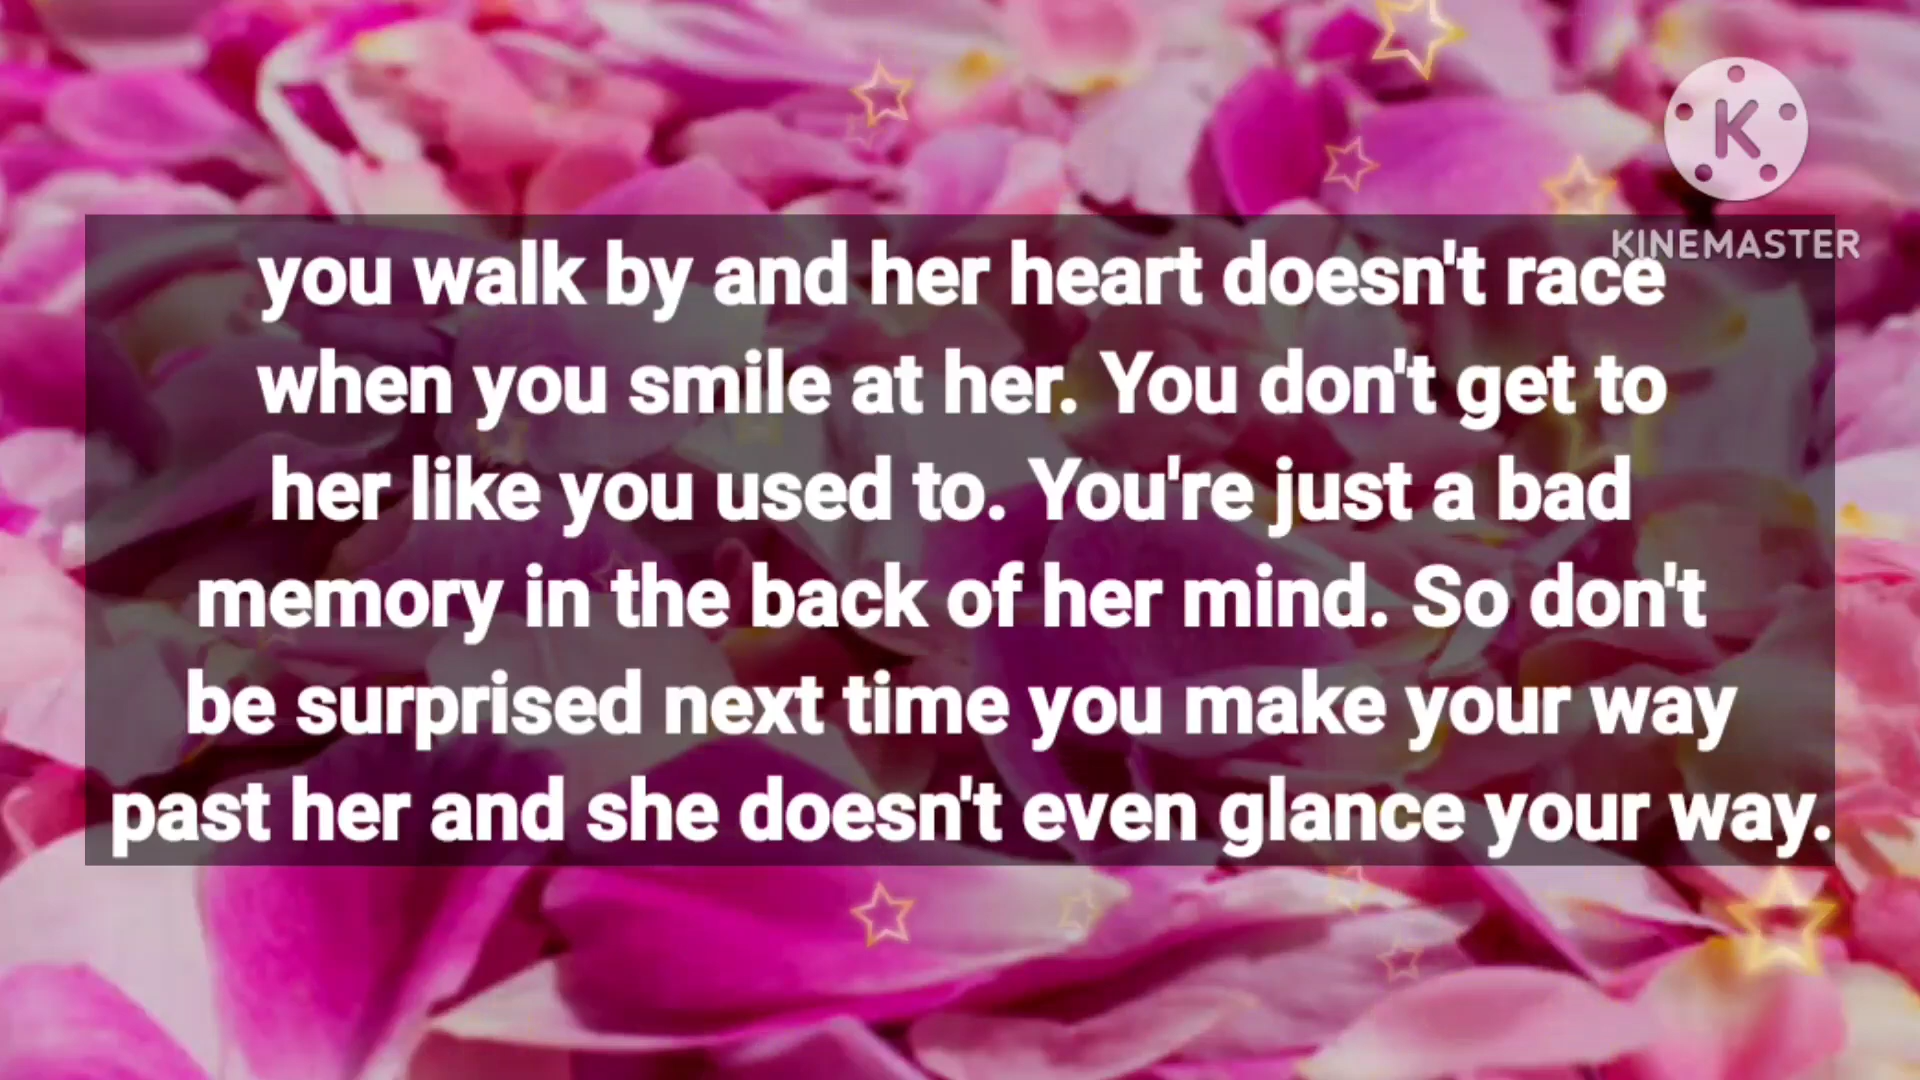 K
KINEMASTER
you walk by and her heart doesn't race
when you smile at her. You don't get to
her like you used to. You're just a bad
memory in the back of her mind. So don't
be surprised next time you make your way
past her and she doesn't even glance your way.